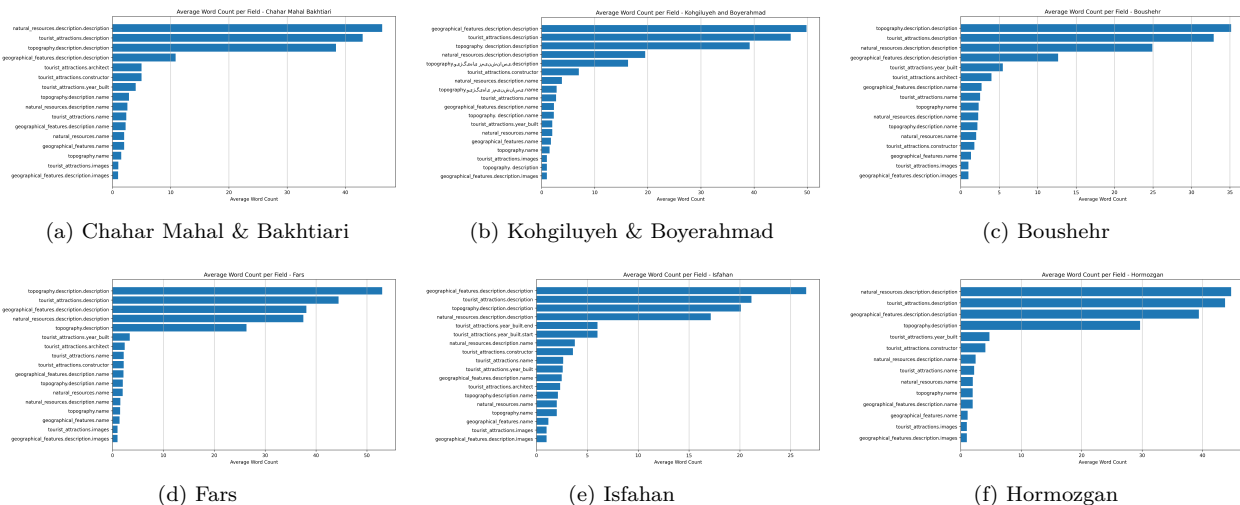 Average Word Count per Field - Chahar Mahal Bakhtiari
natural_resources.description.description
tourist_attractions.description
topography.description.description
geographical_features.description.description
tourist_attractions.architect
tourist_attractions.constructor
tourist_attractions.year_built
topography.description.name
natural_resources.description.name
tourist_attractions.name
geographical_features.description.name
natural_resources.name
geographical_features.name
topography.name
tourist_attractions.images
geographical_features.description.images
0 10 20 30 40
Average Word Count
(a) Chahar Mahal & Bakhtiari
Average Word Count per Field - Kohgiluyeh and Boyerahmad
geographical_features.description.description
tourist_attractions.description
topography. description.description
natural_resources.description.description
tourist_attractions.constructor
natural_resources.description.name
tourist_attractions.name
geographical_features.description.name
topography. description.name
tourist_attractions.year_built
natural_resources.name
geographical_features.name
topography.name
tourist_attractions.images
topography. description
geographical_features.description.images
0 10 20 30 40 50
Average Word Count
(b) Kohgiluyeh & Boyerahmad
Average Word Count per Field - Boushehr
topography.description.description
tourist_attractions.description
natural_resources.description.description
geographical_features.description.description
tourist_attractions.year_built
tourist_attractions.architect
geographical_features.description.name
tourist_attractions.name
topography.name
natural_resources.description.name
topography.description.name
natural_resources.name
tourist_attractions.constructor
geographical_features.name
tourist_attractions.images
geographical_features.description.images
0 5 10 15 20 25 30 35
Average Word Count
(c) Boushehr
Average Word Count per Field - Fars
topography.description.description
tourist_attractions.description
geographical_features.description.description
natural_resources.description.description
topography.description
tourist_attractions.year_built
tourist_attractions.architect
tourist_attractions.name
tourist_attractions.constructor
geographical_features.description.name
topography.description.name
natural_resources.name
natural_resources.description.name
topography.name
geographical_features.name
tourist_attractions.images
geographical_features.description.images
0 10 20 30 40 50
Average Word Count
(d) Fars
Average Word Count per Field - Isfahan
geographical_features.description.description
tourist_attractions.description
topography.description.description
natural_resources.description.description
tourist_attractions.year_built.end
tourist_attractions.year_built.start
natural_resources.description.name
tourist_attractions.constructor
tourist_attractions.name
tourist_attractions.year_built
geographical_features.description.name
tourist_attractions.architect
topography.description.name
natural_resources.name
topography.name
geographical_features.name
tourist_attractions.images
geographical_features.description.images
0 5 10 15 20 25
Average Word Count
(e) Isfahan
Average Word Count per Field - Hormozgan
natural_resources.description.description
tourist_attractions.description
geographical_features.description.description
topography.description
tourist_attractions.year_built
tourist_attractions.constructor
natural_resources.description.name
tourist_attractions.name
natural_resources.name
topography.name
geographical_features.description.name
geographical_features.name
tourist_attractions.images
geographical_features.description.images
0 10 20 30 40
Average Word Count
(f) Hormozgan